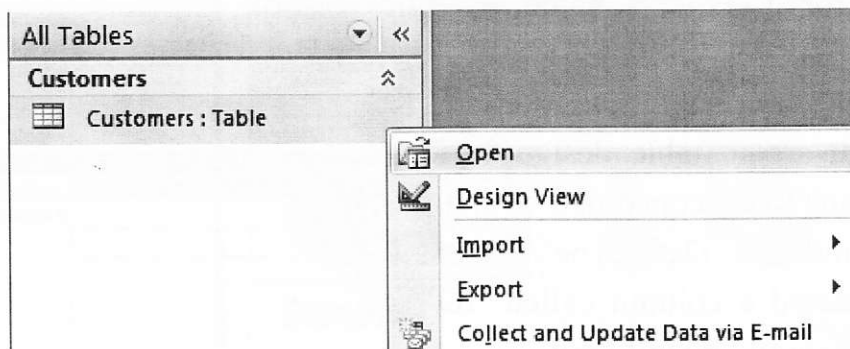 All Tables
Customers
Customers : Table
Open
Design View
Import
Export
Collect and Update Data via E-mail